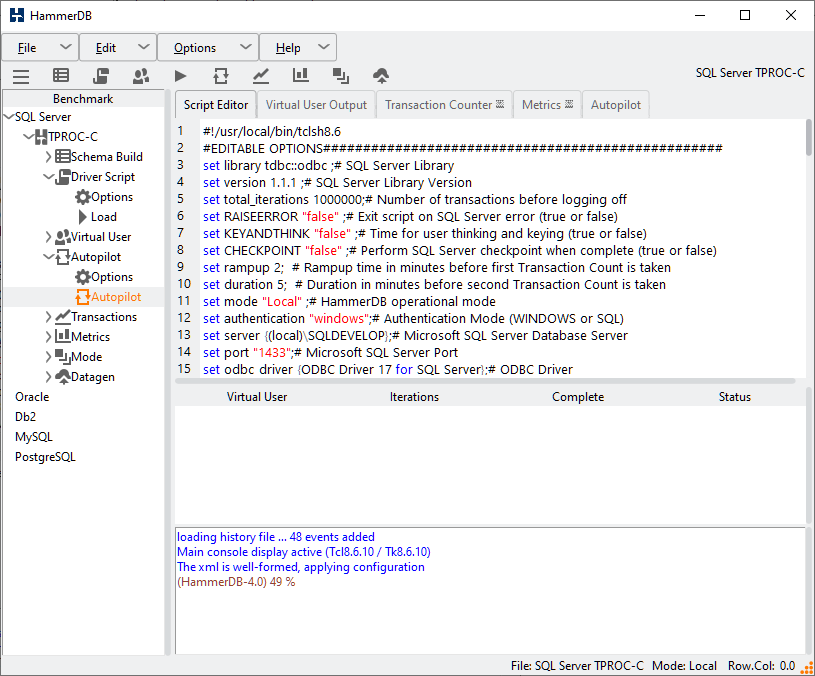 HammerDB
File Edit Options Help
SQL Server TPROC-C
Benchmark
SQL Server
TPROC-C
Schema Build
Driver Script
Options
Load
Virtual User
Autopilot
Options
Autopilot
Transactions
Metrics
Mode
Datagen
Oracle
Db2
MySQL
PostgreSQL
Script Editor Virtual User Output Transaction Counter Metrics Autopilot
1 #!/usr/local/bin/tclsh8.6
2 #EDITABLE OPTIONS##################################################
3 set library tdbc::odbc ;# SQL Server Library
4 set version 1.1.1 ;# SQL Server Library Version
5 set total_iterations 1000000;# Number of transactions before logging off
6 set RAISEERROR "false" ;# Exit script on SQL Server error (true or false)
7 set KEYANDTHINK "false" ;# Time for user thinking and keying (true or false)
8 set CHECKPOINT "false" ;# Perform SQL Server checkpoint when complete (true or false)
9 set rampup 2;  # Rampup time in minutes before first Transaction Count is taken
10 set duration 5;  # Duration in minutes before second Transaction Count is taken
11 set mode "Local" ;# HammerDB operational mode
12 set authentication "windows";# Authentication Mode (WINDOWS or SQL)
13 set server {(local)\SQLDEVELOP};# Microsoft SQL Server Database Server
14 set port "1433";# Microsoft SQL Server Port
15 set odbc driver {ODBC Driver 17 for SQL Server};# ODBC Driver
Virtual User Iterations Complete Status
loading history file ... 48 events added
Main console display active (Tcl8.6.10 / Tk8.6.10)
The xml is well-formed, applying configuration
(HammerDB-4.0) 49 %
File: SQL Server TPROC-C Mode: Local Row.Col: 0.0